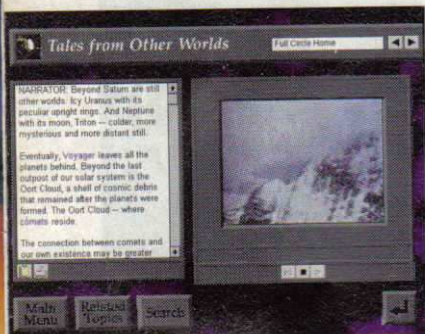 Tales from Other Worlds
Full Circle Home
NARRATOR: Beyond Saturn are still
other worlds: Icy Uranus with its
peculiar upright rings. And Neptune
with its moon, Triton -- colder, more
mysterious and more distant still.
Eventually, Voyager leaves all the
planets behind. Beyond the last
outpost of our solar system is the
Oort Cloud, a shell of cosmic debris
that remained after the planets were
formed. The Oort Cloud -- where
comets reside.
The connection between comets and
our own existence may be greater
Main
Menu
Related
Topics
Search